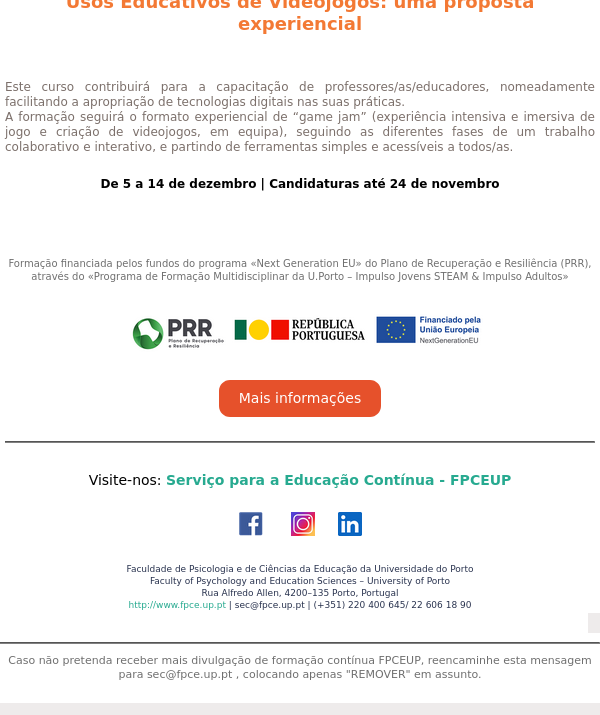 Usos Educativos de Videojogos: uma proposta
experiencial
Este curso contribuirá para a capacitação de professores/as/educadores, nomeadamente
facilitando a apropriação de tecnologias digitais nas suas práticas.
A formação seguirá o formato experiencial de “game jam” (experiência intensiva e imersiva de
jogo e criação de videojogos, em equipa), seguindo as diferentes fases de um trabalho
colaborativo e interativo, e partindo de ferramentas simples e acessíveis a todos/as.
De 5 a 14 de dezembro | Candidaturas até 24 de novembro
Formação financiada pelos fundos do programa «Next Generation EU» do Plano de Recuperação e Resiliência (PRR),
através do «Programa de Formação Multidisciplinar da U.Porto – Impulso Jovens STEAM & Impulso Adultos»
PRR
Plano de Recuperação
e Resiliência
REPÚBLICA
PORTUGUESA
Financiado pela
União Europeia
NextGenerationEU
Mais informações
Visite-nos: Serviço para a Educação Contínua - FPCEUP
Faculdade de Psicologia e de Ciências da Educação da Universidade do Porto
Faculty of Psychology and Education Sciences – University of Porto
Rua Alfredo Allen, 4200–135 Porto, Portugal
http://www.fpce.up.pt | sec@fpce.up.pt | (+351) 220 400 645/ 22 606 18 90
Caso não pretenda receber mais divulgação de formação contínua FPCEUP, reencaminhe esta mensagem
para sec@fpce.up.pt , colocando apenas "REMOVER" em assunto.